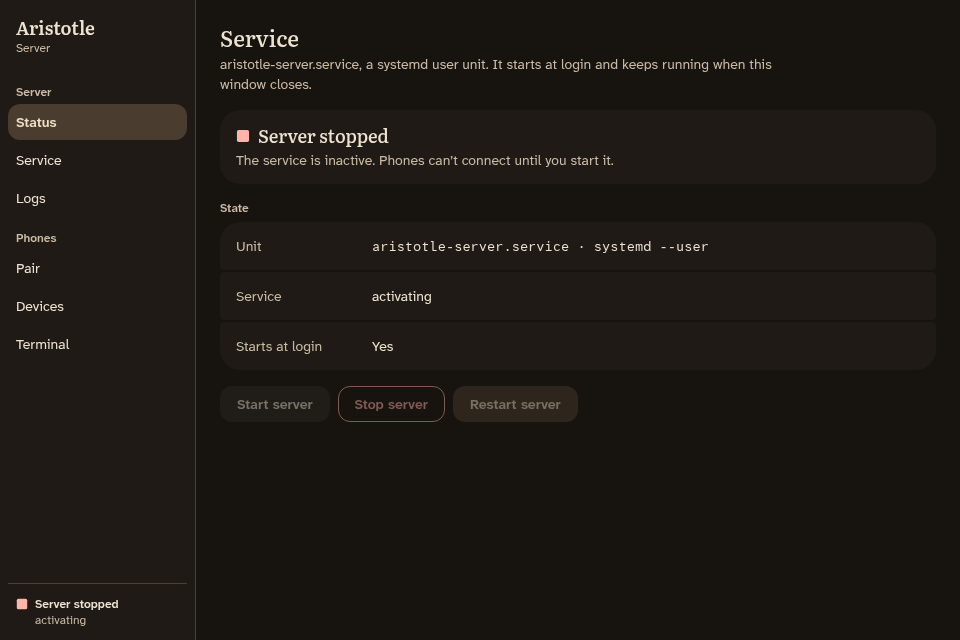 Aristotle
Server
Server
Status
Service
Logs
Phones
Pair
Devices
Terminal
Server stopped
activating
Service
aristotle-server.service, a systemd user unit. It starts at login and keeps running when this
window closes.
Server stopped
The service is inactive. Phones can't connect until you start it.
State
Unit aristotle-server.service · systemd --user
Service activating
Starts at login Yes
Start server Stop server Restart server